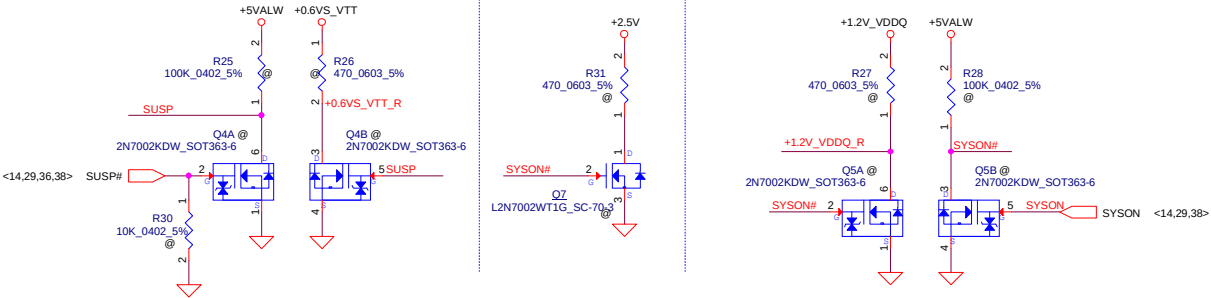 +5VALW
+0.6VS_VTT
2
R25
100K_0402_5%
@
1
SUSP
1
R26
470_0603_5%
@
2
+0.6VS_VTT_R
Q4A @
2N7002KDW_SOT363-6
6
D
2
G
S
1
<14,29,36,38>
SUSP#
1
R30
10K_0402_5%
@
2
Q4B @
2N7002KDW_SOT363-6
3
D
5
SUSP
G
S
4
+2.5V
2
R31
470_0603_5%
@
1
1
D
SYSON#
2
G
S
3
Q7
L2N7002WT1G_SC-70-3
@
+1.2V_VDDQ
+5VALW
2
R27
470_0603_5%
@
1
+1.2V_VDDQ_R
2
R28
100K_0402_5%
@
1
SYSON#
Q5A @
2N7002KDW_SOT363-6
6
D
SYSON#
2
G
S
1
Q5B @
2N7002KDW_SOT363-6
3
D
5
SYSON
G
S
4
SYSON
<14,29,38>